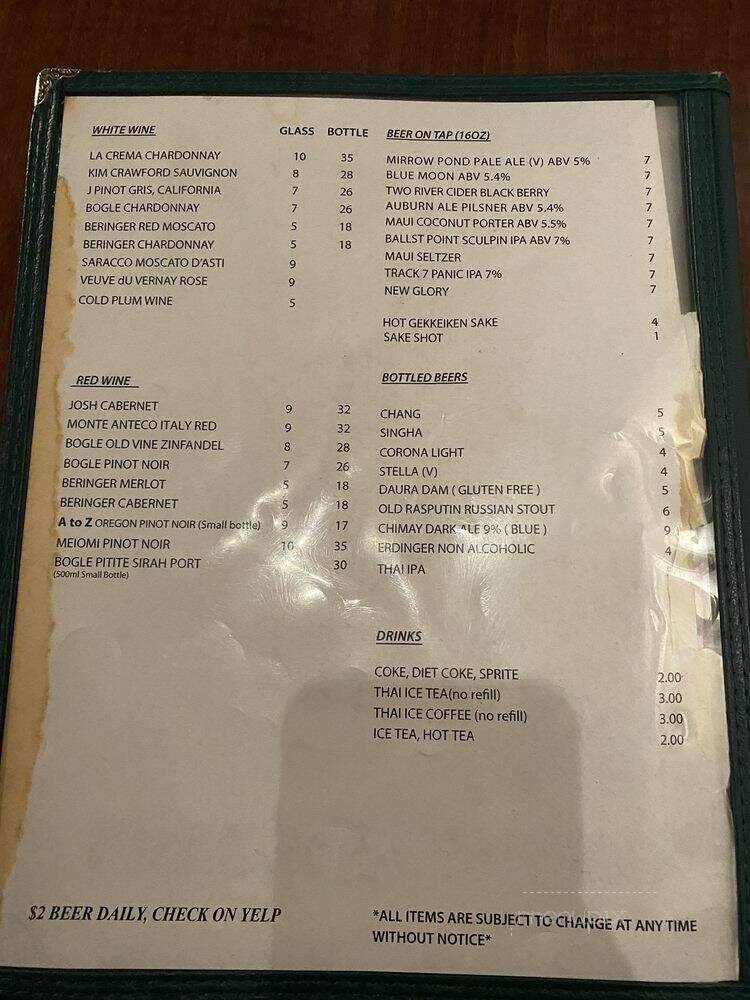 WHITE WINE GLASS BOTTLE
LA CREMA CHARDONNAY 10 35
KIM CRAWFORD SAUVIGNON 8 28
J PINOT GRIS, CALIFORNIA 7 26
BOGLE CHARDONNAY 7 26
BERINGER RED MOSCATO 5 18
BERINGER CHARDONNAY 5 18
SARACCO MOSCATO D'ASTI 9
VEUVE dU VERNAY ROSE 9
COLD PLUM WINE 5
RED WINE
JOSH CABERNET 9 32
MONTE ANTECO ITALY RED 9 32
BOGLE OLD VINE ZINFANDEL 8 28
BOGLE PINOT NOIR 7 26
BERINGER MERLOT 5 18
BERINGER CABERNET 5 18
A to Z OREGON PINOT NOIR (Small bottle) 9 17
MEIOMI PINOT NOIR 10 35
BOGLE PITITE SIRAH PORT 30
(500ml Small Bottle)
BEER ON TAP (16OZ)
MIRROW POND PALE ALE (V) ABV 5% 7
BLUE MOON ABV 5.4% 7
TWO RIVER CIDER BLACK BERRY 7
AUBURN ALE PILSNER ABV 5.4% 7
MAUI COCONUT PORTER ABV 5.5% 7
BALLST POINT SCULPIN IPA ABV 7% 7
MAUI SELTZER 7
TRACK 7 PANIC IPA 7% 7
NEW GLORY 7
HOT GEKKEIKEN SAKE 4
SAKE SHOT 1
BOTTLED BEERS
CHANG 5
SINGHA 5
CORONA LIGHT 4
STELLA (V) 4
DAURA DAM ( GLUTEN FREE ) 5
OLD RASPUTIN RUSSIAN STOUT 6
CHIMAY DARK ALE 9% ( BLUE ) 9
ERDINGER NON ALCOHOLIC 4
THAI IPA
DRINKS
COKE, DIET COKE, SPRITE 2.00
THAI ICE TEA(no refill) 3.00
THAI ICE COFFEE (no refill) 3.00
ICE TEA, HOT TEA 2.00
$2 BEER DAILY, CHECK ON YELP
*ALL ITEMS ARE SUBJECT TO CHANGE AT ANY TIME
WITHOUT NOTICE*